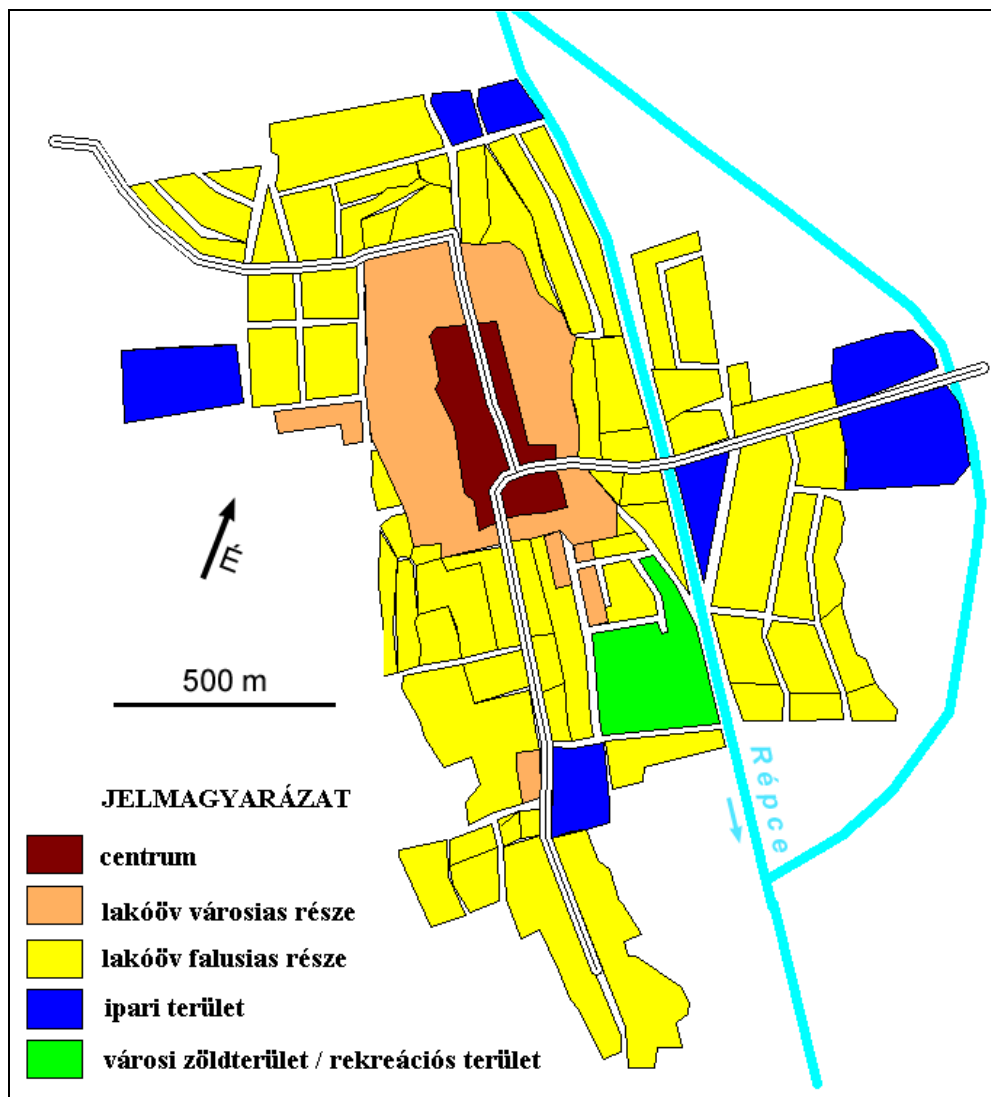 É
500 m
Répce
JELMAGYARÁZAT
centrum
lakóöv városias része
lakóöv falusias része
ipari terület
városi zöldterület / rekreációs terület